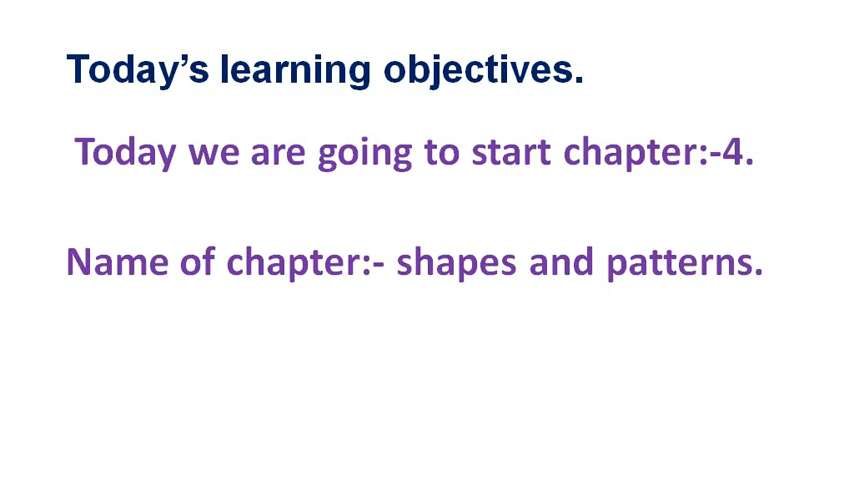 Today’s learning objectives.
Today we are going to start chapter:-4.
Name of chapter:- shapes and patterns.